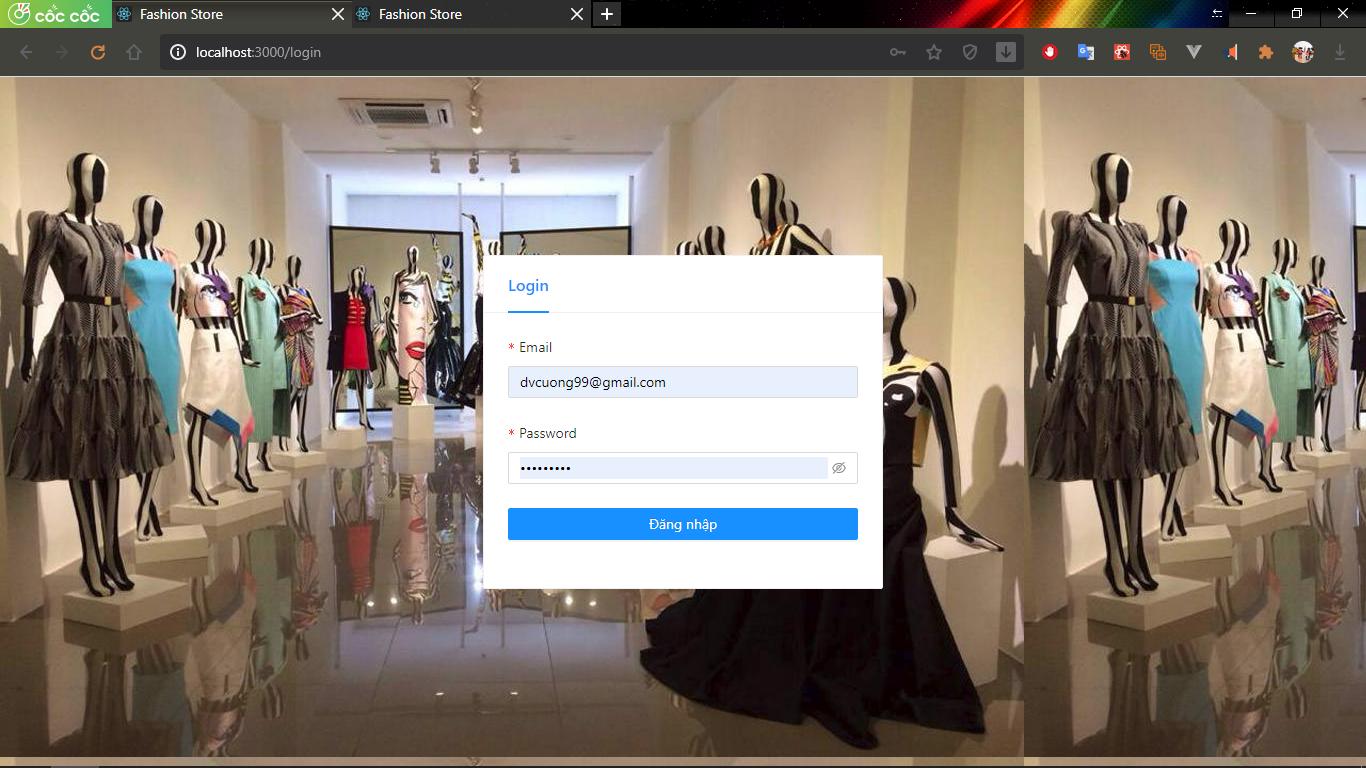 cốc cốc
Fashion Store
Fashion Store
localhost:3000/login
Login
* Email
dvcuong99@gmail.com
* Password
•••••••••
Đăng nhập